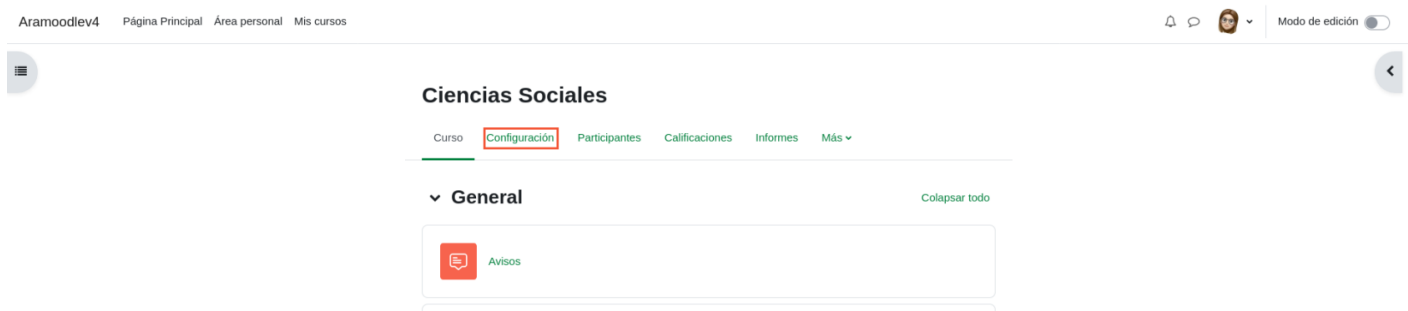 Aramoodlev4 Página Principal Área personal Mis cursos Modo de edición
Ciencias Sociales
Curso Configuración Participantes Calificaciones Informes Más
General Colapsar todo
Avisos